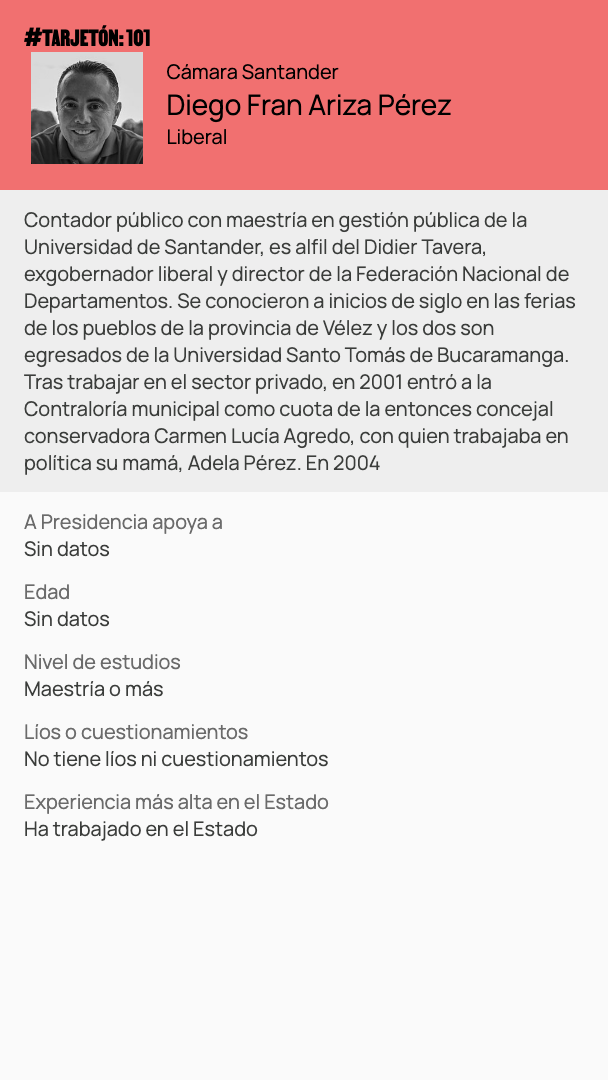 #TARJETÓN: 101
Cámara Santander
Diego Fran Ariza Pérez
Liberal
Contador público con maestría en gestión pública de la
Universidad de Santander, es alfil del Didier Tavera,
exgobernador liberal y director de la Federación Nacional de
Departamentos. Se conocieron a inicios de siglo en las ferias
de los pueblos de la provincia de Vélez y los dos son
egresados de la Universidad Santo Tomás de Bucaramanga.
Tras trabajar en el sector privado, en 2001 entró a la
Contraloría municipal como cuota de la entonces concejal
conservadora Carmen Lucía Agredo, con quien trabajaba en
política su mamá, Adela Pérez. En 2004
A Presidencia apoya a
Sin datos
Edad
Sin datos
Nivel de estudios
Maestría o más
Líos o cuestionamientos
No tiene líos ni cuestionamientos
Experiencia más alta en el Estado
Ha trabajado en el Estado